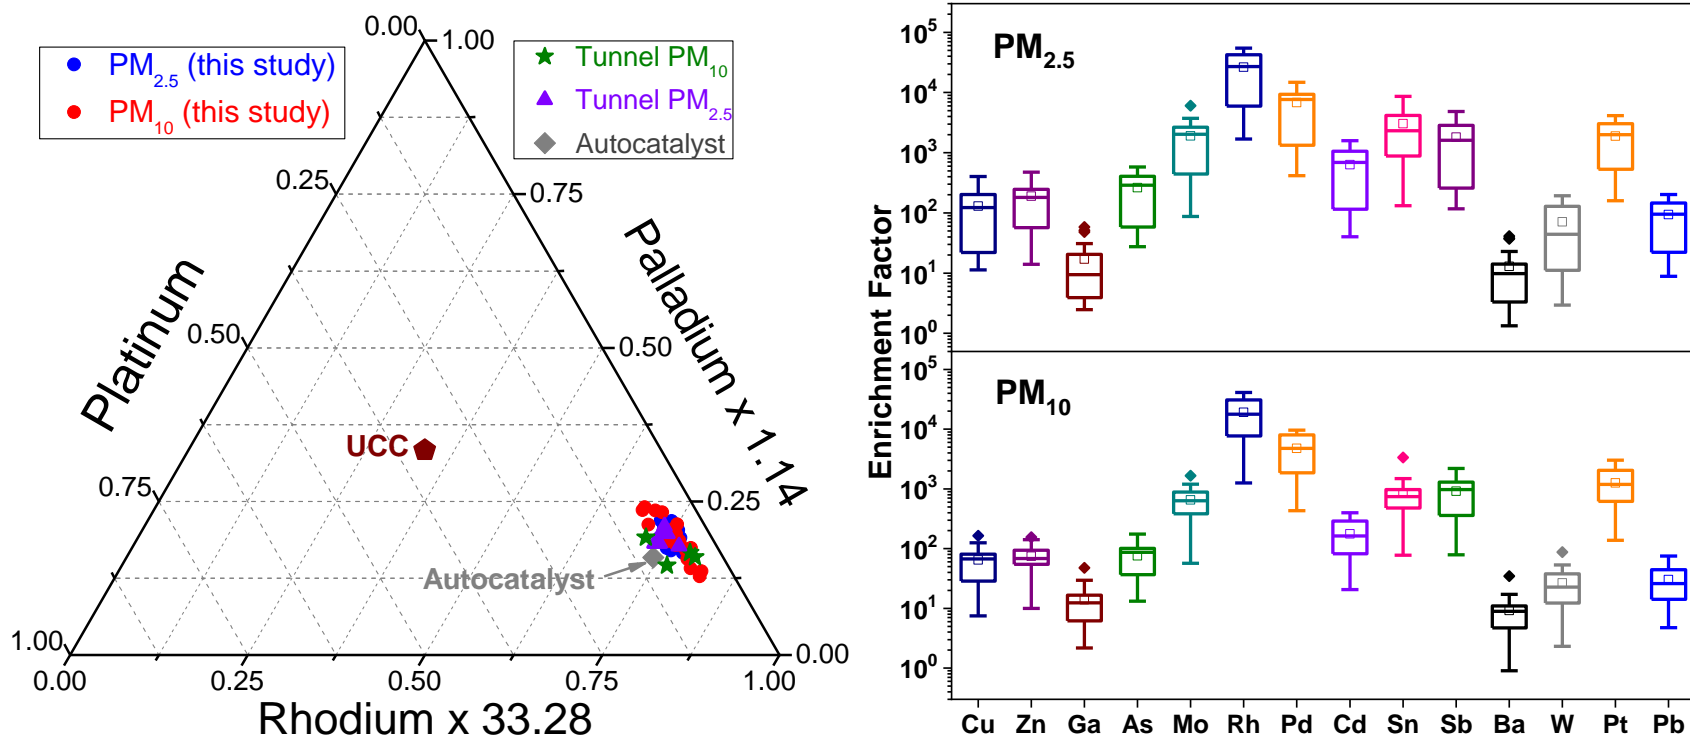 0.00
1.00
PM2.5 (this study)
PM10 (this study)
Tunnel PM10
Tunnel PM2.5
Autocatalyst
0.25
0.75
Platinum
Palladium x 1.14
0.50
0.50
UCC
0.75
0.25
Autocatalyst
1.00
0.00
0.00
0.25
0.50
0.75
1.00
Rhodium x 33.28
Enrichment Factor
PM2.5
10^5
10^4
10^3
10^2
10^1
10^0
PM10
10^5
10^4
10^3
10^2
10^1
10^0
Cu Zn Ga As Mo Rh Pd Cd Sn Sb Ba W Pt Pb